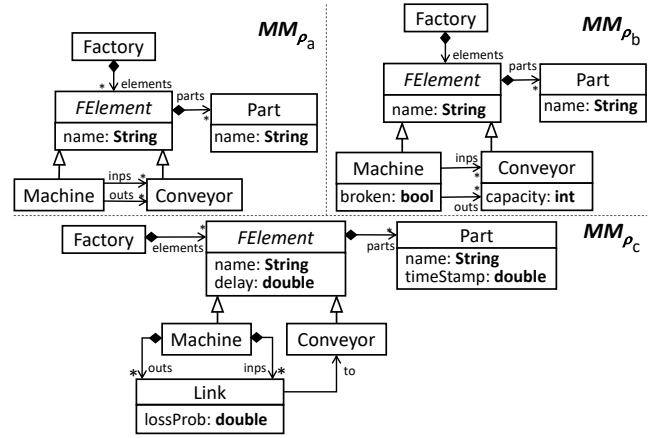 Factory
MMρa
elements
*
FElement
parts
*
Part
name: String
name: String
Machine
inps
*
outs
*
Conveyor
Factory
MMρb
elements
*
FElement
parts
*
Part
name: String
name: String
Machine
inps
*
Conveyor
broken: bool
outs
*
capacity: int
Factory
elements
*
FElement
*
parts
Part
MMρc
name: String
delay: double
name: String
timeStamp: double
Machine
Conveyor
*
outs
inps
*
to
Link
lossProb: double